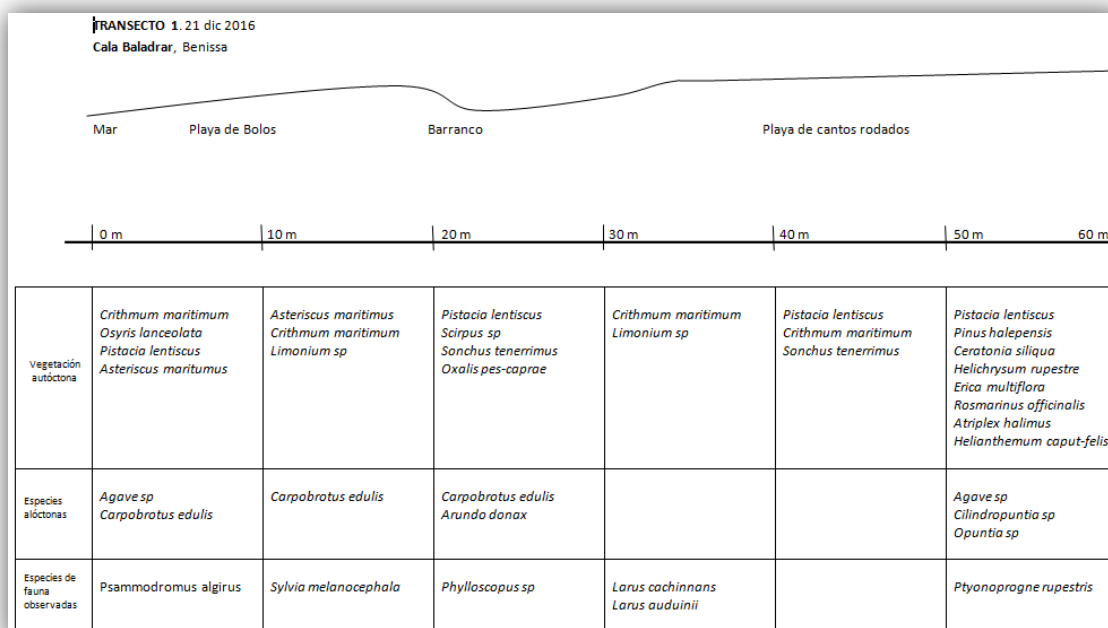 TRANSECTO 1. 21 dic 2016
Cala Baladrar, Benissa
Mar Playa de Bolos Barranco Playa de cantos rodados
0 m 10 m 20 m 30 m 40 m 50 m 60 m
Vegetación
autóctona
Crithmum maritimum
Osyris lanceolata
Pistacia lentiscus
Asteriscus maritumus
Asteriscus maritimus
Crithmum maritimum
Limonium sp
Pistacia lentiscus
Scirpus sp
Sonchus tenerrimus
Oxalis pes-caprae
Crithmum maritimum
Limonium sp
Pistacia lentiscus
Crithmum maritimum
Sonchus tenerrimus
Pistacia lentiscus
Pinus halepensis
Ceratonia siliqua
Helichrysum rupestre
Erica multiflora
Rosmarinus officinalis
Atriplex halimus
Helianthemum caput-felis
Especies
alóctonas
Agave sp
Carpobrotus edulis
Carpobrotus edulis
Carpobrotus edulis
Arundo donax
Agave sp
Cilindropuntia sp
Opuntia sp
Especies de
fauna
observadas
Psammodromus algirus
Sylvia melanocephala
Phylloscopus sp
Larus cachinnans
Larus auduinii
Ptyonoprogne rupestris